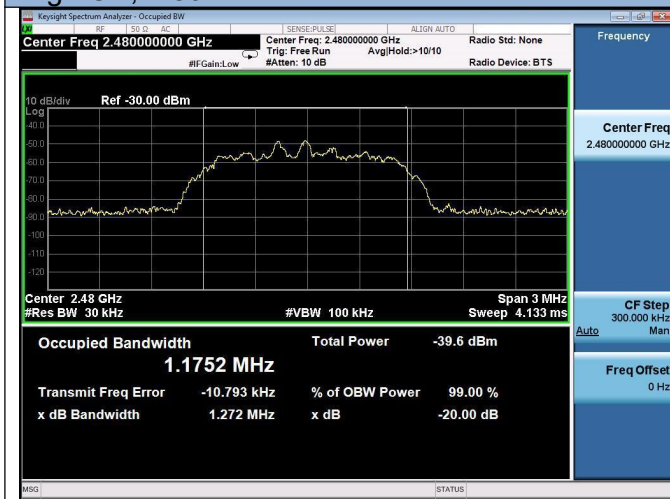 Keysight Spectrum Analyzer - Occupied BW
RF 50 Ω AC SENSE:PULSE ALIGN AUTO
Center Freq 2.480000000 GHz
#IFGain:Low
Center Freq: 2.480000000 GHz
Trig: Free Run Avg|Hold:>10/10
#Atten: 10 dB
Radio Std: None
Radio Device: BTS
Frequency
10 dB/div Ref -30.00 dBm
Log
-40.0
-50.0
-60.0
-70.0
-80.0
-90.0
-100
-110
-120
Center 2.48 GHz Span 3 MHz
#Res BW 30 kHz #VBW 100 kHz Sweep 4.133 ms
Occupied Bandwidth Total Power -39.6 dBm
1.1752 MHz
Transmit Freq Error -10.793 kHz % of OBW Power 99.00 %
x dB Bandwidth 1.272 MHz x dB -20.00 dB
Center Freq
2.480000000 GHz
CF Step
300.000 kHz
Auto Man
Freq Offset
0 Hz
MSG STATUS